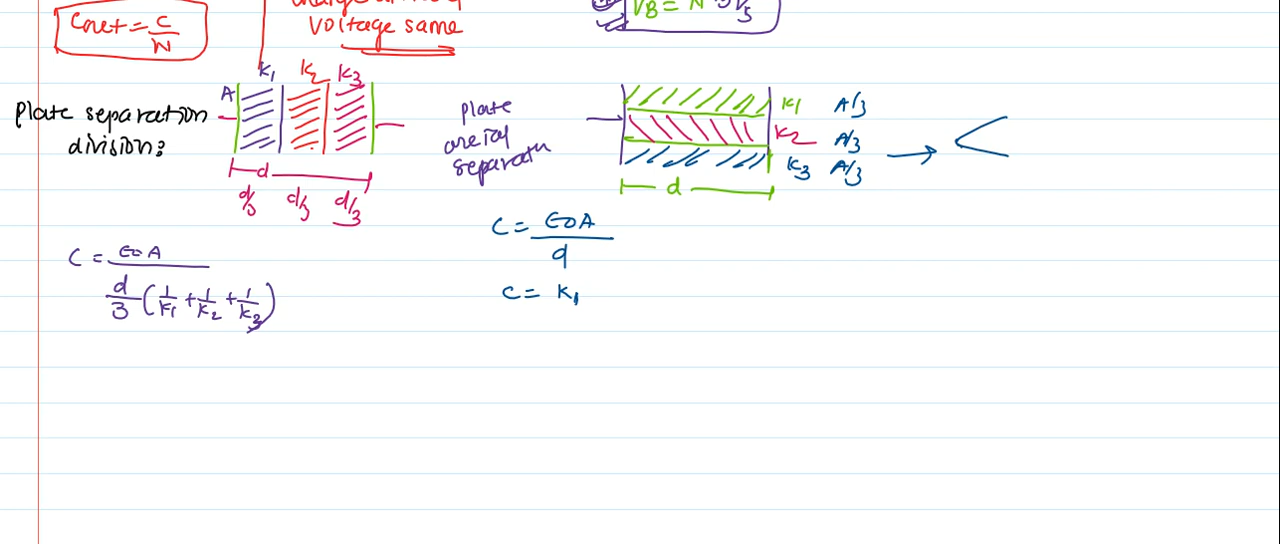 Cnet = C/N
voltage same
VB = N
K1 K2 K3
A
Plate separation
division:
d
d/3 d/3 d/3
C = ε0A / d/3 (1/K1 + 1/K2 + 1/K3)
plate
areial
separatn
K1 A/3
K2 A/3
K3 A/3
d
C = ε0A / d
C = K1